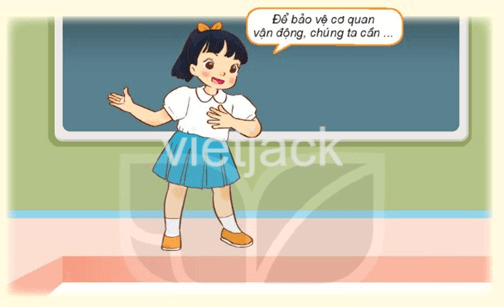 Để bảo vệ cơ quan
vận động, chúng ta cần ...
vietjack